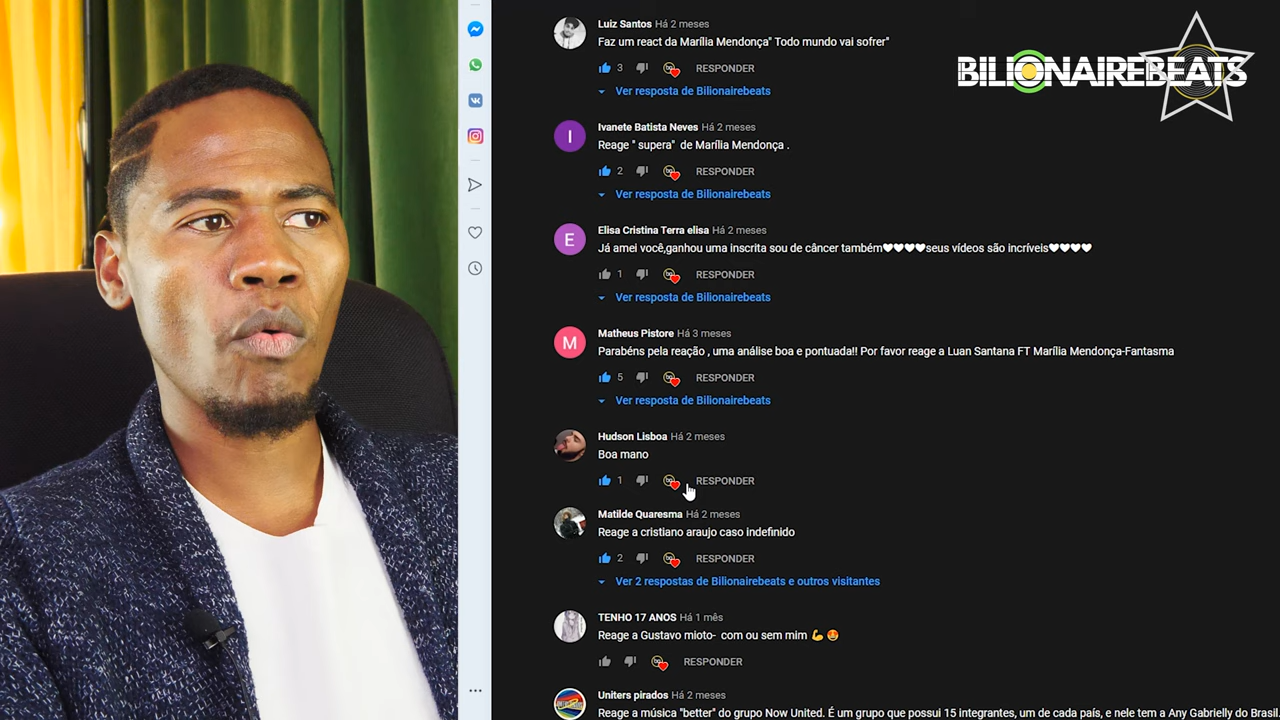 BILIONAIREBEATS
Luiz Santos Há 2 meses
Faz um react da Marília Mendonça" Todo mundo vai sofrer"
3 RESPONDER
Ver resposta de Bilionairebeats
I
Ivanete Batista Neves Há 2 meses
Reage " supera" de Marília Mendonça .
2 RESPONDER
Ver resposta de Bilionairebeats
E
Elisa Cristina Terra elisa Há 2 meses
Já amei você,ganhou uma inscrita sou de câncer também🖤🖤🖤🖤seus vídeos são incríveis🖤🖤🖤🖤
1 RESPONDER
Ver resposta de Bilionairebeats
M
Matheus Pistore Há 3 meses
Parabéns pela reação , uma análise boa e pontuada!! Por favor reage a Luan Santana FT Marília Mendonça-Fantasma
5 RESPONDER
Ver resposta de Bilionairebeats
Hudson Lisboa Há 2 meses
Boa mano
1 RESPONDER
Matilde Quaresma Há 2 meses
Reage a cristiano araujo caso indefinido
2 RESPONDER
Ver 2 respostas de Bilionairebeats e outros visitantes
TENHO 17 ANOS Há 1 mês
Reage a Gustavo mioto- com ou sem mim 💪😍
RESPONDER
Uniters pirados Há 2 meses
Reage a música "better" do grupo Now United. É um grupo que possui 15 integrantes, um de cada país, e nele tem a Any Gabrielly do Brasil.